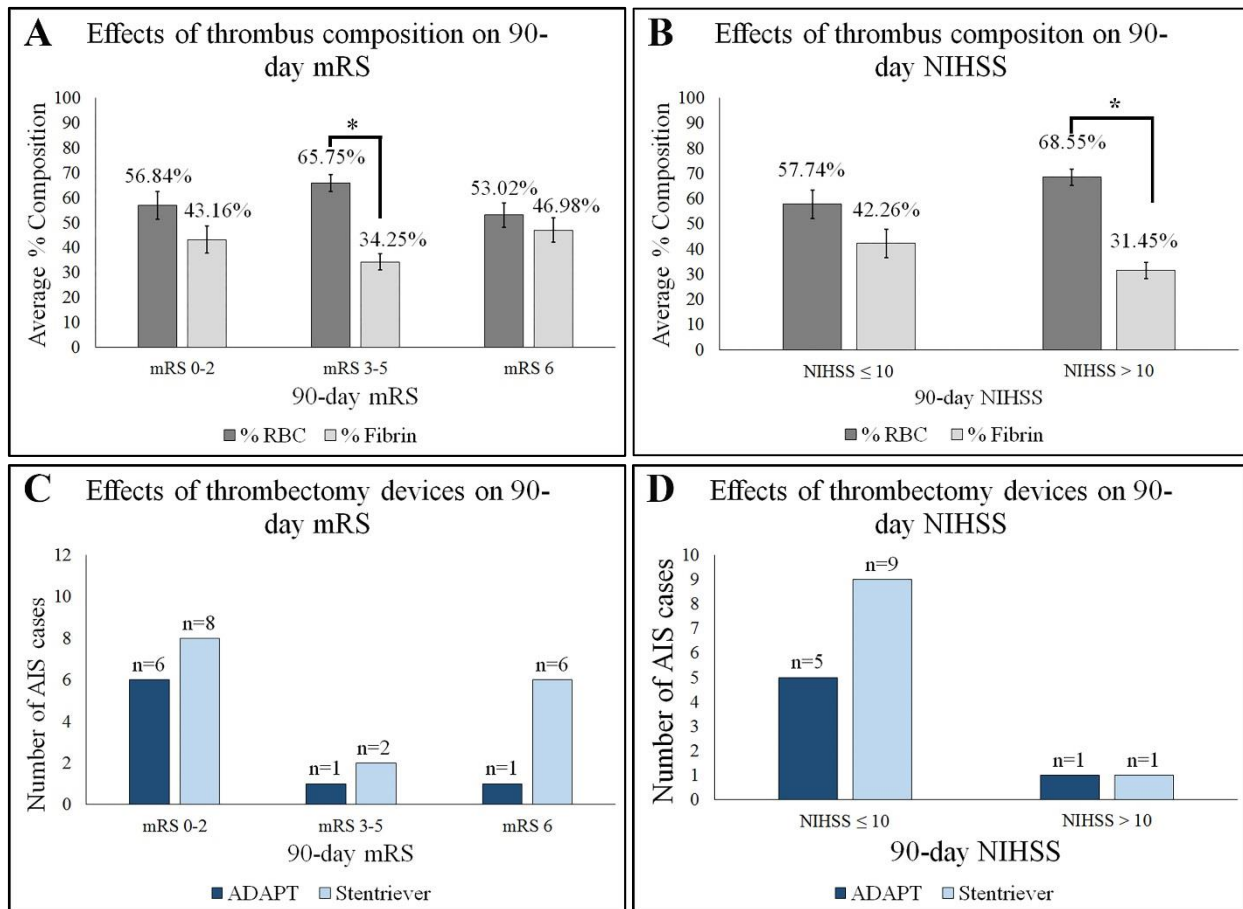 A
Effects of thrombus composition on 90-
day mRS
100
90
80
70
60
50
40
30
20
10
0
Average % Composition
56.84%
43.16%
*
65.75%
34.25%
53.02%
46.98%
mRS 0-2
mRS 3-5
mRS 6
90-day mRS
% RBC
% Fibrin
B
Effects of thrombus compositon on 90-
day NIHSS
100
90
80
70
60
50
40
30
20
10
0
Average % Composition
57.74%
42.26%
*
68.55%
31.45%
NIHSS ≤ 10
NIHSS > 10
90-day NIHSS
% RBC
% Fibrin
C
Effects of thrombectomy devices on 90-
day mRS
12
10
8
6
4
2
0
Number of AIS cases
n=6
n=8
n=1
n=2
n=1
n=6
mRS 0-2
mRS 3-5
mRS 6
90-day mRS
ADAPT
Stentriever
D
Effects of thrombectomy devices on 90-
day NIHSS
10
9
8
7
6
5
4
3
2
1
0
Number of AIS cases
n=5
n=9
n=1
n=1
NIHSS ≤ 10
NIHSS > 10
90-day NIHSS
ADAPT
Stentriever